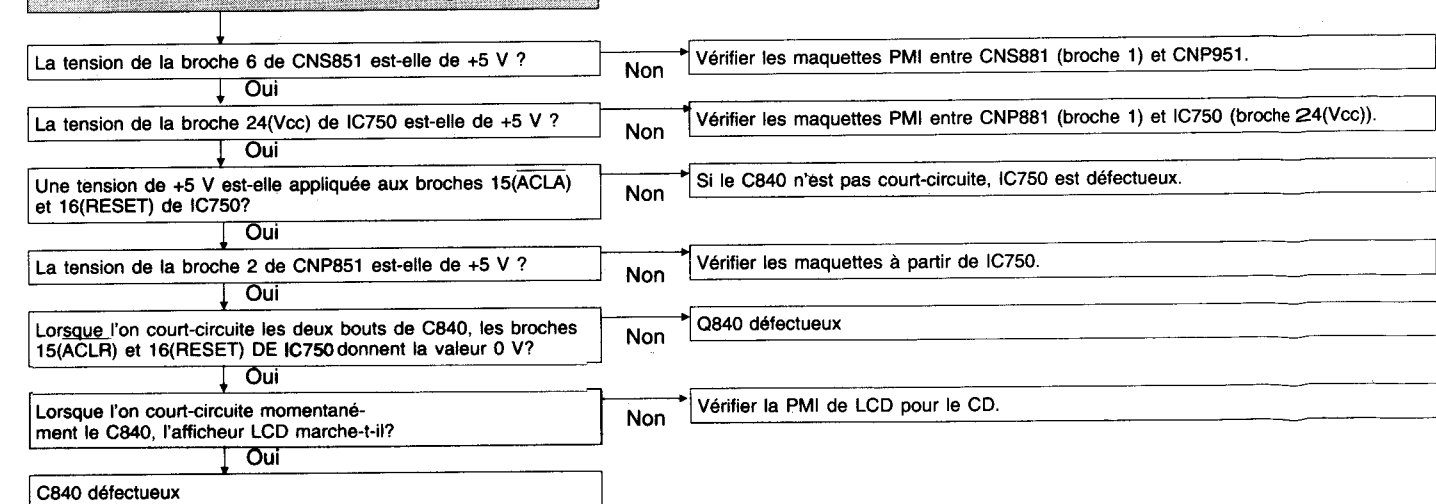 La tension de la broche 6 de CNS851 est-elle de +5 V ?
Non
Vérifier les maquettes PMI entre CNS881 (broche 1) et CNP951.
Oui
La tension de la broche 24(Vcc) de IC750 est-elle de +5 V ?
Non
Vérifier les maquettes PMI entre CNP881 (broche 1) et IC750 (broche 24(Vcc)).
Oui
Une tension de +5 V est-elle appliquée aux broches 15(ACLA)
et 16(RESET) de IC750?
Non
Si le C840 n'est pas court-circuite, IC750 est défectueux.
Oui
La tension de la broche 2 de CNP851 est-elle de +5 V ?
Non
Vérifier les maquettes à partir de IC750.
Oui
Lorsque l'on court-circuite les deux bouts de C840, les broches
15(ACLR) et 16(RESET) DE IC750 donnent la valeur 0 V?
Non
Q840 défectueux
Oui
Lorsque l'on court-circuite momentané-
ment le C840, l'afficheur LCD marche-t-il?
Non
Vérifier la PMI de LCD pour le CD.
Oui
C840 défectueux